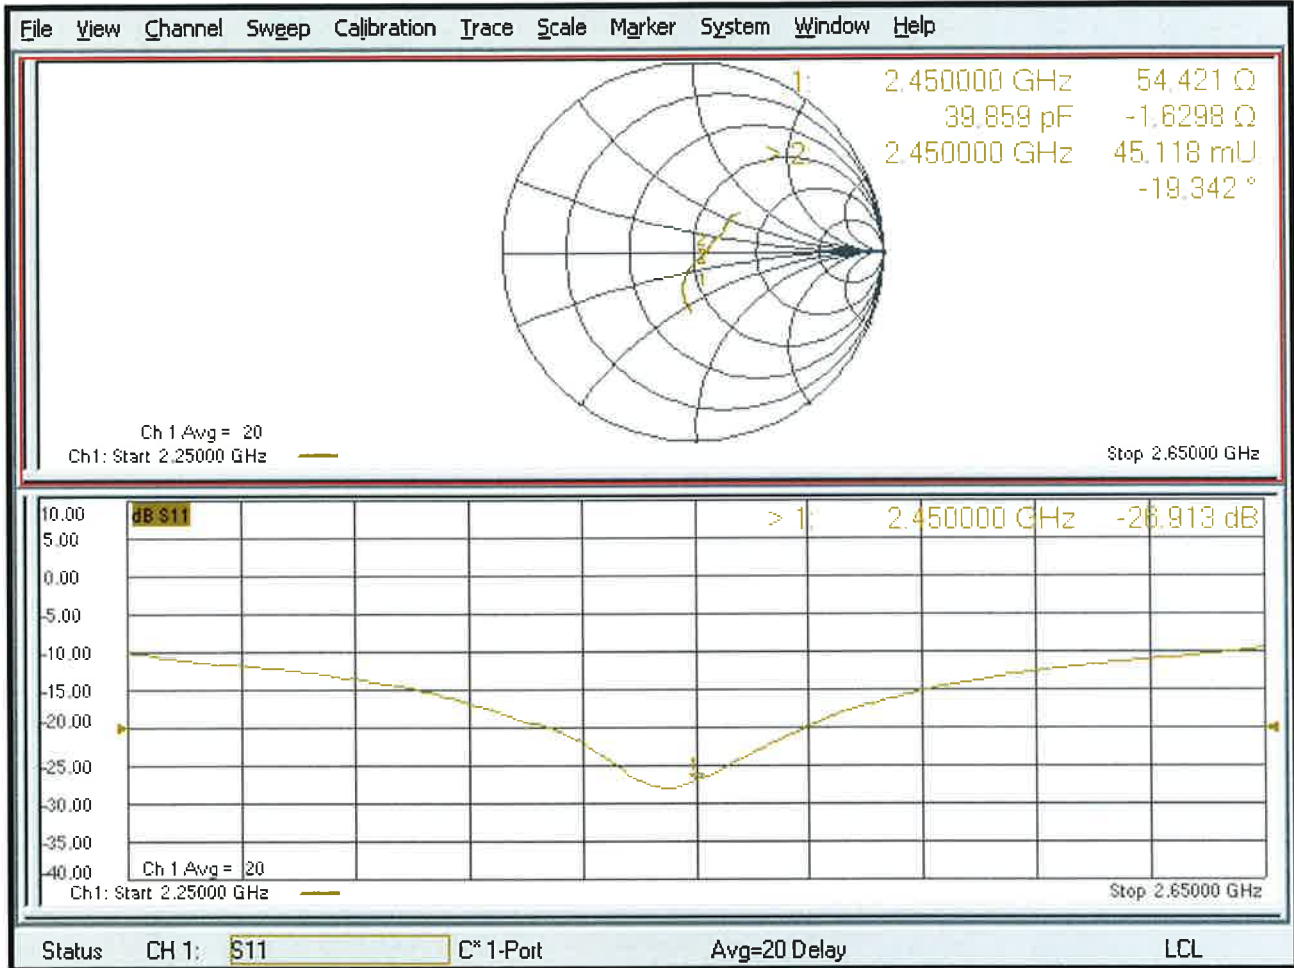 File View Channel Sweep Calibration Trace Scale Marker System Window Help
1: 2.450000 GHz 54.421 Ω
39.859 pF -1.6298 Ω
> 2: 2.450000 GHz 45.118 mU
-19.342 °
Ch 1 Avg = 20
Ch1: Start 2.25000 GHz
Stop 2.65000 GHz
dB S11
> 1: 2.450000 GHz -26.913 dB
10.00
5.00
0.00
-5.00
-10.00
-15.00
-20.00
-25.00
-30.00
-35.00
-40.00
1
Ch 1 Avg = 20
Ch1: Start 2.25000 GHz
Stop 2.65000 GHz
Status CH 1: S11 C* 1-Port Avg=20 Delay LCL